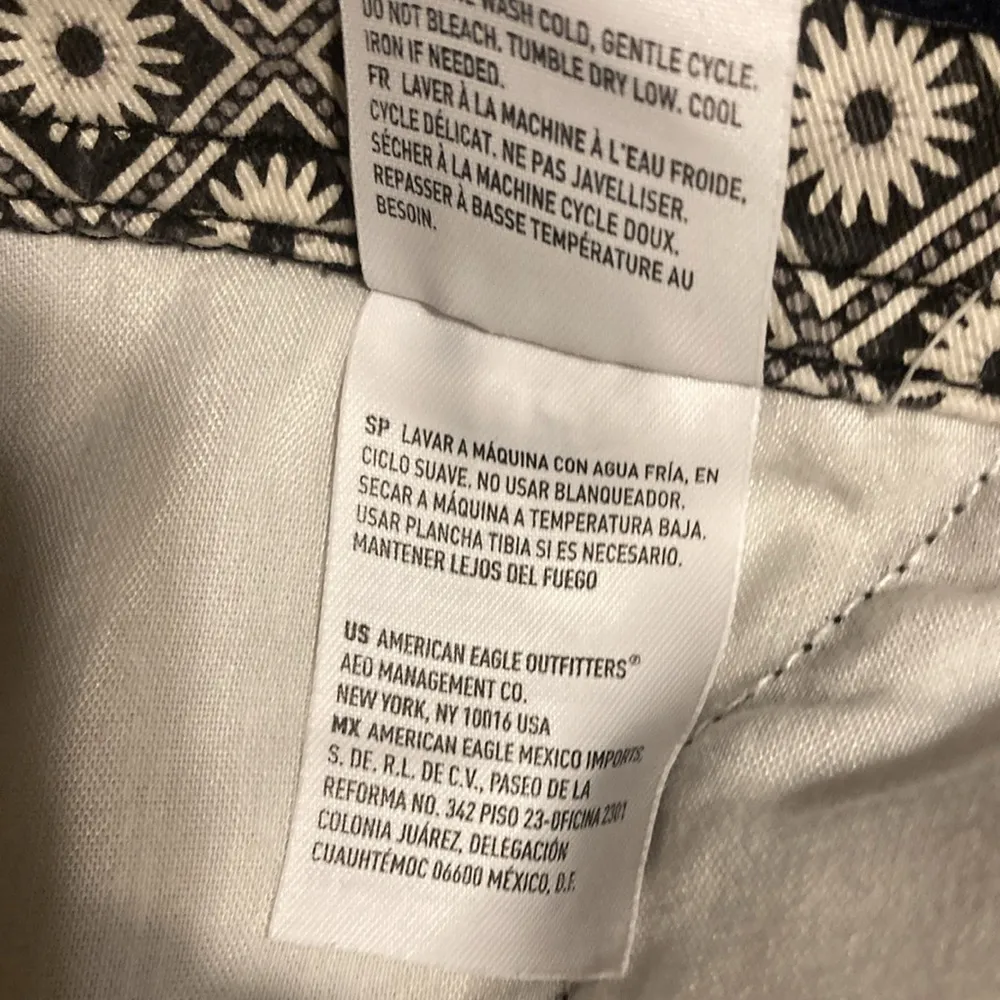 WASH COLD, GENTLE CYCLE.
DO NOT BLEACH. TUMBLE DRY LOW. COOL
IRON IF NEEDED.
FR LAVER À LA MACHINE À L'EAU FROIDE,
CYCLE DÉLICAT. NE PAS JAVELLISER.
SÉCHER À LA MACHINE CYCLE DOUX.
REPASSER À BASSE TEMPÉRATURE AU
BESOIN.
SP LAVAR A MÁQUINA CON AGUA FRÍA, EN
CICLO SUAVE. NO USAR BLANQUEADOR.
SECAR A MÁQUINA A TEMPERATURA BAJA.
USAR PLANCHA TIBIA SI ES NECESARIO.
MANTENER LEJOS DEL FUEGO
US AMERICAN EAGLE OUTFITTERS®
AEO MANAGEMENT CO.
NEW YORK, NY 10016 USA
MX AMERICAN EAGLE MEXICO IMPORTS,
S. DE. R.L. DE C.V., PASEO DE LA
REFORMA NO. 342 PISO 23-OFICINA 2301
COLONIA JUÁREZ, DELEGACIÓN
CUAUHTÉMOC 06600 MÉXICO, D.F.